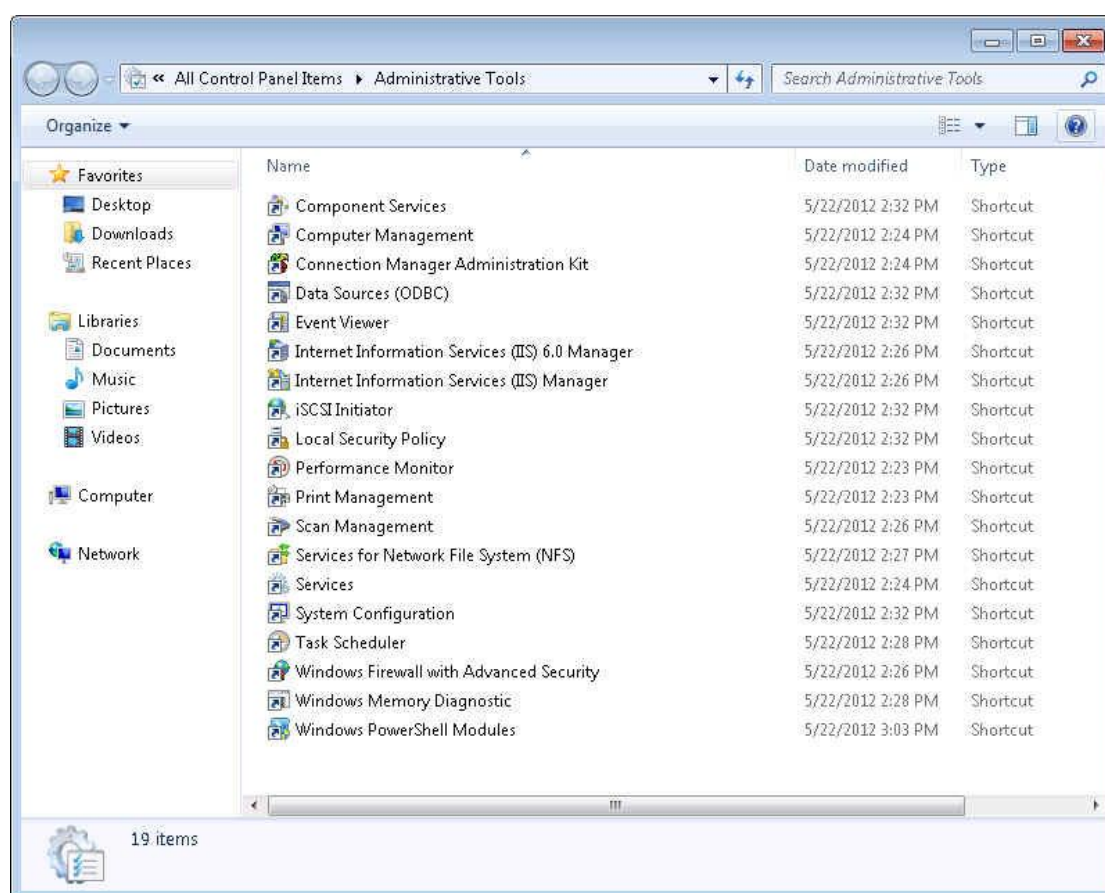 « All Control Panel Items ▸ Administrative Tools
Search Administrative Tools
Organize
Favorites
Desktop
Downloads
Recent Places
Libraries
Documents
Music
Pictures
Videos
Computer
Network
Name Date modified Type
Component Services 5/22/2012 2:32 PM Shortcut
Computer Management 5/22/2012 2:24 PM Shortcut
Connection Manager Administration Kit 5/22/2012 2:24 PM Shortcut
Data Sources (ODBC) 5/22/2012 2:32 PM Shortcut
Event Viewer 5/22/2012 2:32 PM Shortcut
Internet Information Services (IIS) 6.0 Manager 5/22/2012 2:26 PM Shortcut
Internet Information Services (IIS) Manager 5/22/2012 2:26 PM Shortcut
iSCSI Initiator 5/22/2012 2:32 PM Shortcut
Local Security Policy 5/22/2012 2:32 PM Shortcut
Performance Monitor 5/22/2012 2:23 PM Shortcut
Print Management 5/22/2012 2:23 PM Shortcut
Scan Management 5/22/2012 2:26 PM Shortcut
Services for Network File System (NFS) 5/22/2012 2:27 PM Shortcut
Services 5/22/2012 2:24 PM Shortcut
System Configuration 5/22/2012 2:32 PM Shortcut
Task Scheduler 5/22/2012 2:28 PM Shortcut
Windows Firewall with Advanced Security 5/22/2012 2:26 PM Shortcut
Windows Memory Diagnostic 5/22/2012 2:28 PM Shortcut
Windows PowerShell Modules 5/22/2012 3:03 PM Shortcut
19 items